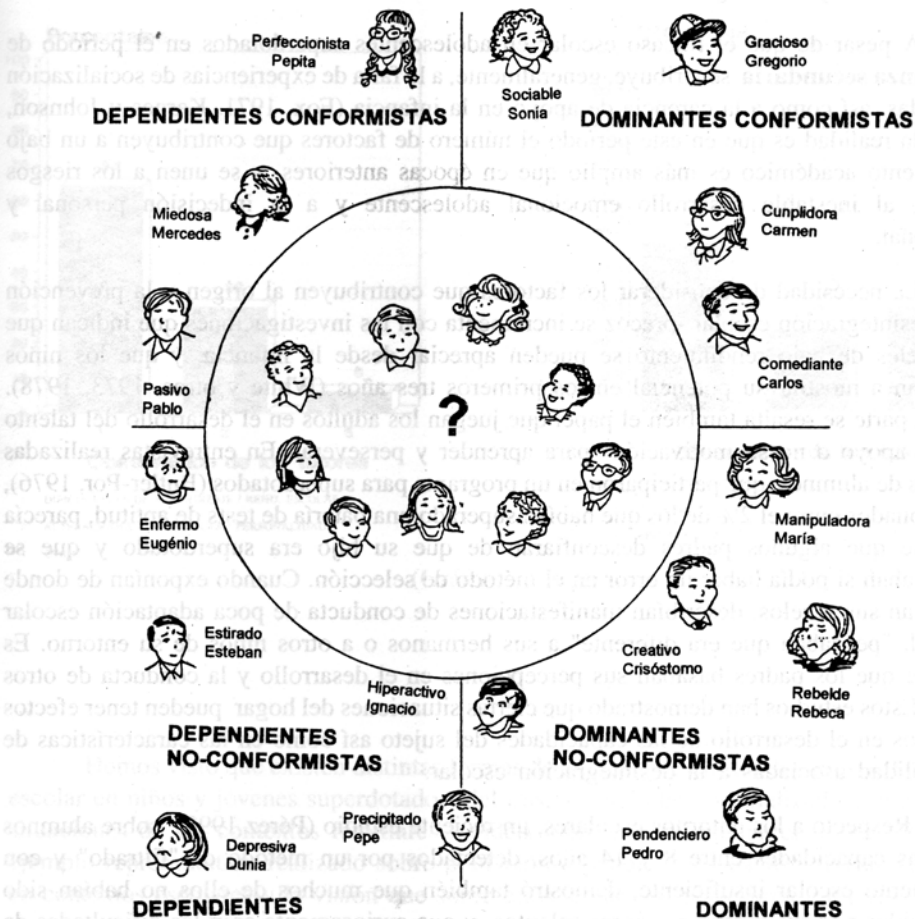 Perfeccionista
Pepita
Sociable
Sonia
Gracioso
Gregorio
DEPENDIENTES CONFORMISTAS
DOMINANTES CONFORMISTAS
Miedosa
Mercedes
Cunplidora
Carmen
Pasivo
Pablo
Comediante
Carlos
?
Enfermo
Eugénio
Manipuladora
María
Estirado
Esteban
Creativo
Crisóstomo
Rebelde
Rebeca
Hiperactivo
Ignacio
DEPENDIENTES
NO-CONFORMISTAS
DOMINANTES
NO-CONFORMISTAS
Depresiva
Dunia
Precipitado
Pepe
Pendenciero
Pedro
DEPENDIENTES
DOMINANTES